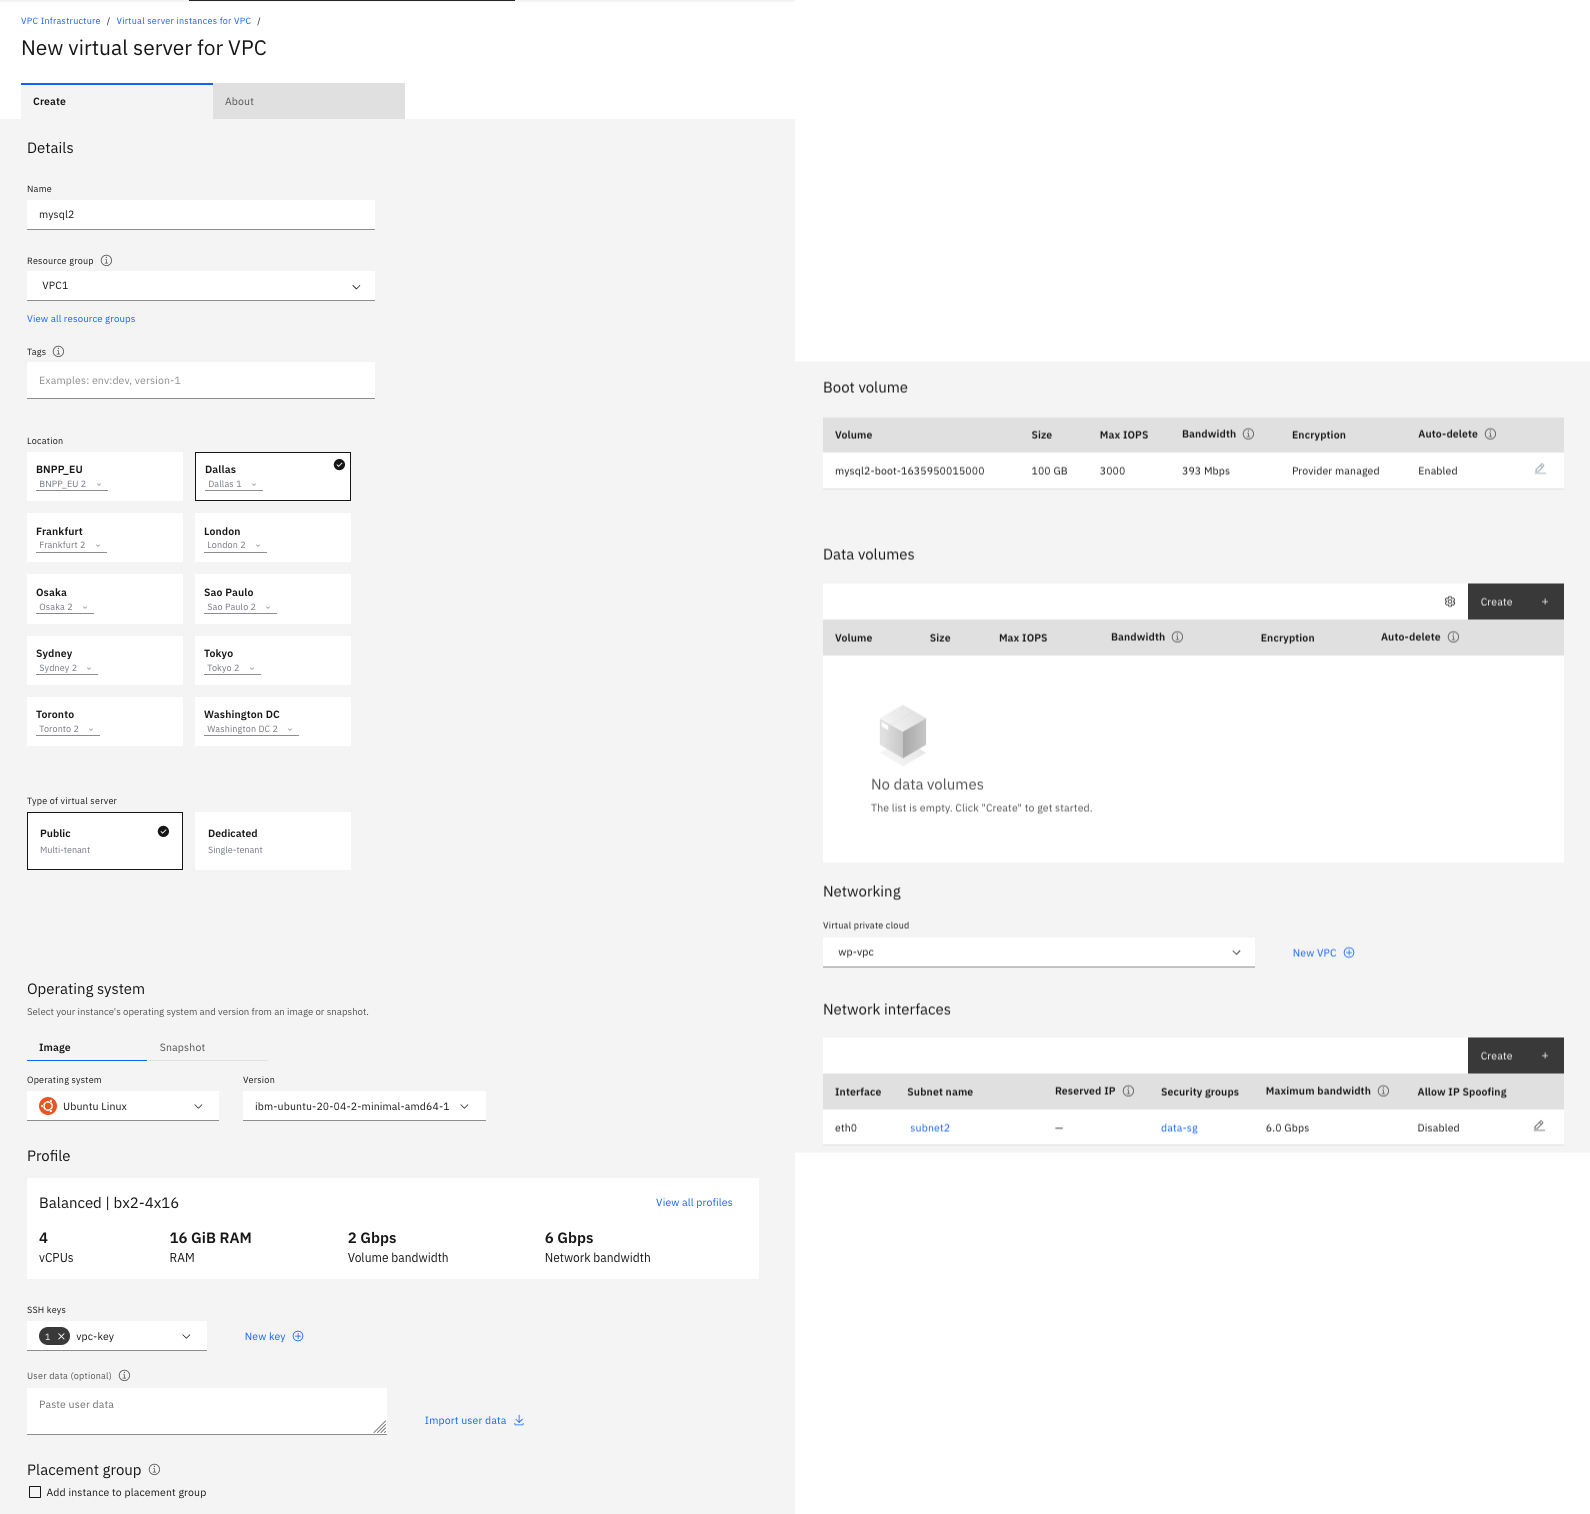 VPC Infrastructure / Virtual server instances for VPC /
New virtual server for VPC
Create About
Details
Name
mysql2
Resource group
VPC1
View all resource groups
Tags
Examples: env:dev, version-1
Location
BNPP_EU Dallas
BNPP_EU 2 Dallas 1
Frankfurt London
Frankfurt 2 London 2
Osaka Sao Paulo
Osaka 2 Sao Paulo 2
Sydney Tokyo
Sydney 2 Tokyo 2
Toronto Washington DC
Toronto 2 Washington DC 2
Type of virtual server
Public Dedicated
Multi-tenant Single-tenant
Operating system
Select your instance's operating system and version from an image or snapshot.
Image Snapshot
Operating system Version
Ubuntu Linux ibm-ubuntu-20-04-2-minimal-amd64-1
Profile
Balanced | bx2-4x16 View all profiles
4 16 GiB RAM 2 Gbps 6 Gbps
vCPUs RAM Volume bandwidth Network bandwidth
SSH keys
1 × vpc-key New key
User data (optional)
Paste user data
Import user data
Placement group
Add instance to placement group
Boot volume
Volume Size Max IOPS Bandwidth Encryption Auto-delete
mysql2-boot-1635950015000 100 GB 3000 393 Mbps Provider managed Enabled
Data volumes
Create +
Volume Size Max IOPS Bandwidth Encryption Auto-delete
No data volumes
The list is empty. Click "Create" to get started.
Networking
Virtual private cloud
wp-vpc New VPC
Network interfaces
Create +
Interface Subnet name Reserved IP Security groups Maximum bandwidth Allow IP Spoofing
eth0 subnet2 — data-sg 6.0 Gbps Disabled